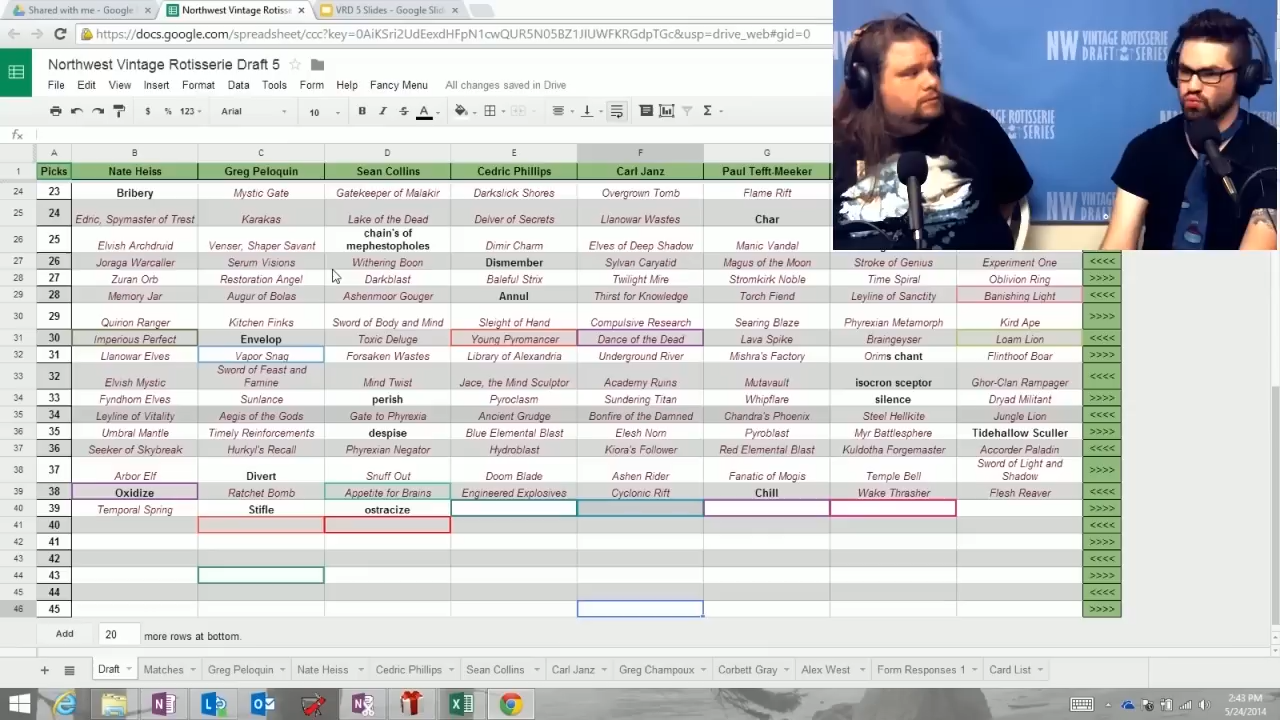 Shared with me - Google
Northwest Vintage Rotisse
VRD 5 Slides - Google Slid
https://docs.google.com/spreadsheet/ccc?key=0AiKSri2UdEexdHFpN1cwQUR5N05BZ1JIUWFKRGdpTGc&usp=drive_web#gid=0
Northwest Vintage Rotisserie Draft 5
File Edit View Insert Format Data Tools Form Help Fancy Menu All changes saved in Drive
$ % 123 Arial 10 B I S A Σ
fx
NW VINTAGE ROTISSERIE DRAFT SERIES
A B C D E F G
1 Picks Nate Heiss Greg Peloquin Sean Collins Cedric Phillips Carl Janz Paul Tefft-Meeker
24 23 Bribery Mystic Gate Gatekeeper of Malakir Darkslick Shores Overgrown Tomb Flame Rift
25 24 Edric, Spymaster of Trest Karakas Lake of the Dead Delver of Secrets Llanowar Wastes Char
26 25 Elvish Archdruid Venser, Shaper Savant chain's of mephestopholes Dimir Charm Elves of Deep Shadow Manic Vandal
27 26 Joraga Warcaller Serum Visions Withering Boon Dismember Sylvan Caryatid Magus of the Moon Stroke of Genius Experiment One <<<<
28 27 Zuran Orb Restoration Angel Darkblast Baleful Strix Twilight Mire Stromkirk Noble Time Spiral Oblivion Ring >>>>
29 28 Memory Jar Augur of Bolas Ashenmoor Gouger Annul Thirst for Knowledge Torch Fiend Leyline of Sanctity Banishing Light <<<<
30 29 Quirion Ranger Kitchen Finks Sword of Body and Mind Sleight of Hand Compulsive Research Searing Blaze Phyrexian Metamorph Kird Ape >>>>
31 30 Imperious Perfect Envelop Toxic Deluge Young Pyromancer Dance of the Dead Lava Spike Braingeyser Loam Lion <<<<
32 31 Llanowar Elves Vapor Snag Forsaken Wastes Library of Alexandria Underground River Mishra's Factory Orims chant Flinthoof Boar >>>>
33 32 Elvish Mystic Sword of Feast and Famine Mind Twist Jace, the Mind Sculptor Academy Ruins Mutavault isocron sceptor Ghor-Clan Rampager <<<<
34 33 Fyndhorn Elves Sunlance perish Pyroclasm Sundering Titan Whipflare silence Dryad Militant >>>>
35 34 Leyline of Vitality Aegis of the Gods Gate to Phyrexia Ancient Grudge Bonfire of the Damned Chandra's Phoenix Steel Hellkite Jungle Lion <<<<
36 35 Umbral Mantle Timely Reinforcements despise Blue Elemental Blast Elesh Norn Pyroblast Myr Battlesphere Tidehallow Sculler >>>>
37 36 Seeker of Skybreak Hurkyl's Recall Phyrexian Negator Hydroblast Kiora's Follower Red Elemental Blast Kuldotha Forgemaster Accorder Paladin <<<<
38 37 Arbor Elf Divert Snuff Out Doom Blade Ashen Rider Fanatic of Mogis Temple Bell Sword of Light and Shadow >>>>
39 38 Oxidize Ratchet Bomb Appetite for Brains Engineered Explosives Cyclonic Rift Chill Wake Thrasher Flesh Reaver <<<<
40 39 Temporal Spring Stifle ostracize >>>>
41 40 <<<<
42 41 >>>>
43 42 <<<<
44 43 >>>>
45 44 <<<<
46 45 >>>>
Add 20 more rows at bottom.
Draft Matches Greg Peloquin Nate Heiss Cedric Phillips Sean Collins Carl Janz Greg Champoux Corbett Gray Alex West Form Responses 1 Card List
2:43 PM
5/24/2014